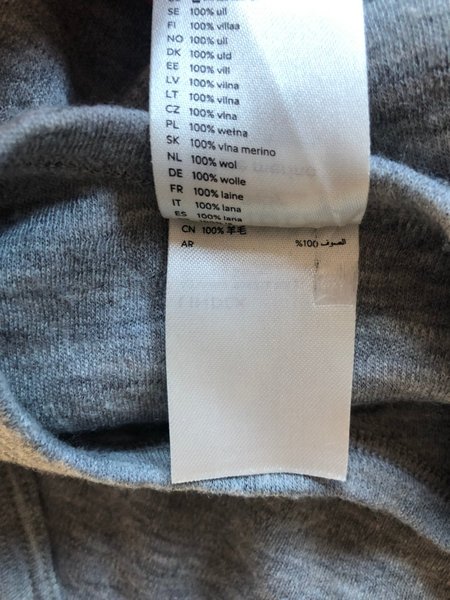 SE 100% ull
FI 100% villaa
NO 100% ull
DK 100% uld
EE 100% vill
LV 100% vilna
LT 100% vilna
CZ 100% vlna
PL 100% wełna
SK 100% vlna merino
NL 100% wol
DE 100% wolle
FR 100% laine
IT 100% lana
ES 100% lana
CN 100% 羊毛
AR الصوف 100%